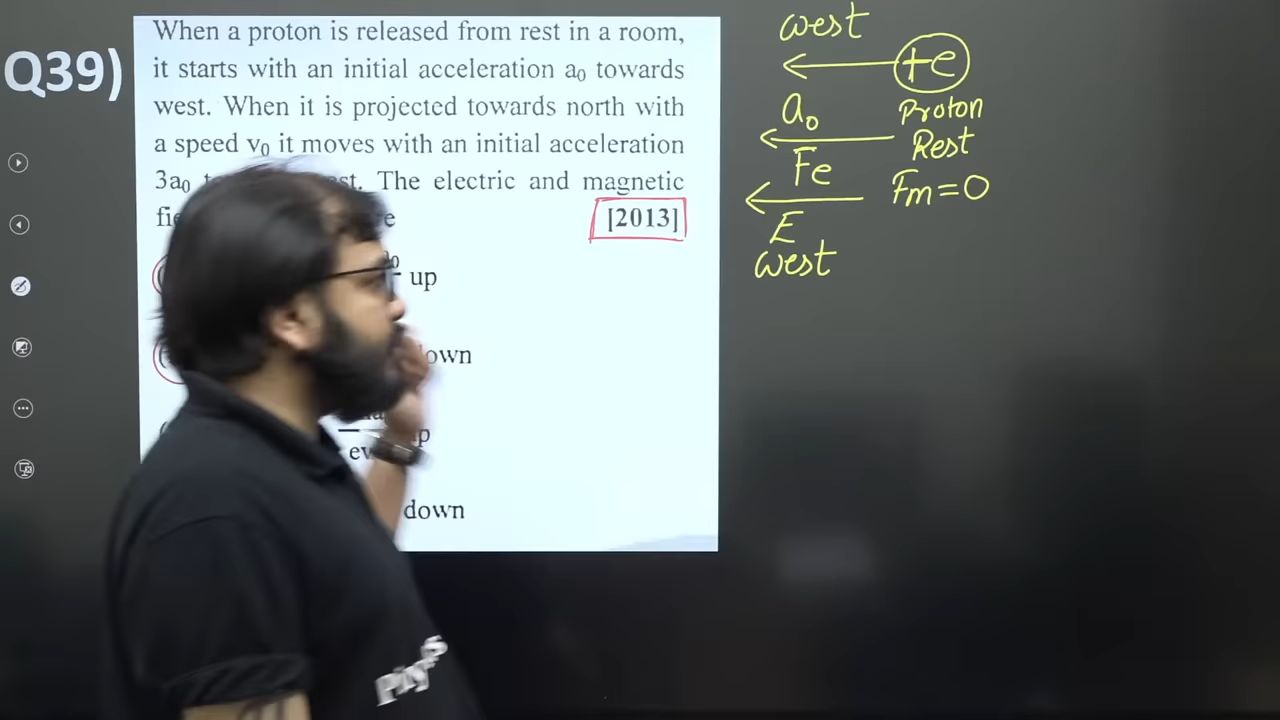 Q39)
When a proton is released from rest in a room,
it starts with an initial acceleration a₀ towards
west. When it is projected towards north with
a speed v₀ it moves with an initial acceleration
3a₀ The electric and magnetic
[2013]
up
down
down
west
+e
a₀
Proton
Rest
Fe
Fm=0
E
west